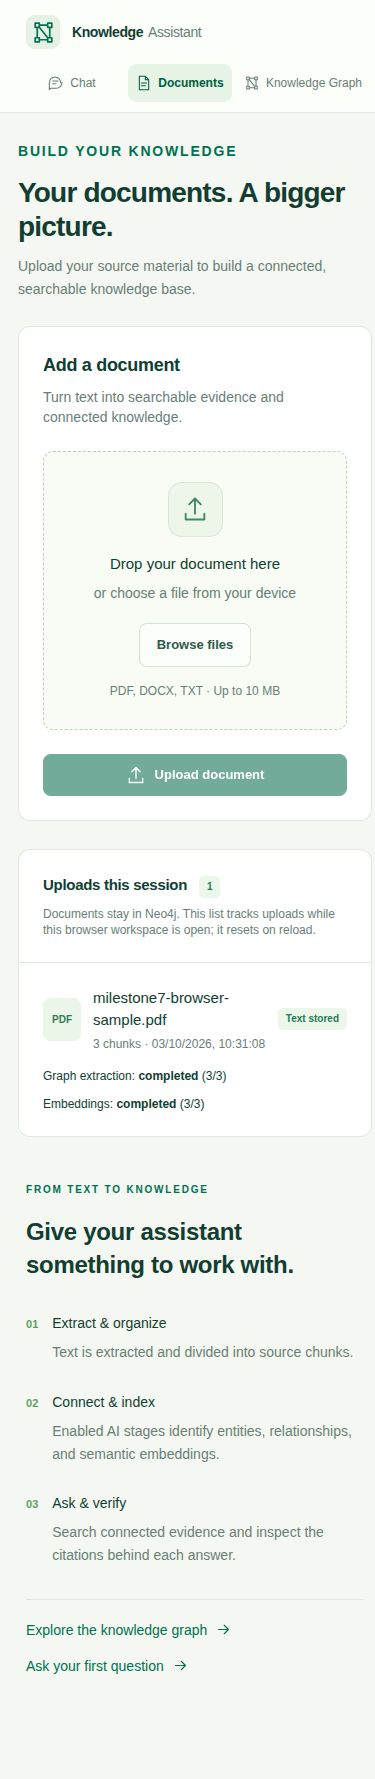 Knowledge Assistant
Chat
Documents
Knowledge Graph
BUILD YOUR KNOWLEDGE
Your documents. A bigger
picture.
Upload your source material to build a connected,
searchable knowledge base.
Add a document
Turn text into searchable evidence and
connected knowledge.
Drop your document here
or choose a file from your device
Browse files
PDF, DOCX, TXT · Up to 10 MB
Upload document
Uploads this session 1
Documents stay in Neo4j. This list tracks uploads while
this browser workspace is open; it resets on reload.
PDF
milestone7-browser-
sample.pdf
3 chunks · 03/10/2026, 10:31:08
Text stored
Graph extraction: completed (3/3)
Embeddings: completed (3/3)
FROM TEXT TO KNOWLEDGE
Give your assistant
something to work with.
01 Extract & organize
Text is extracted and divided into source chunks.
02 Connect & index
Enabled AI stages identify entities, relationships,
and semantic embeddings.
03 Ask & verify
Search connected evidence and inspect the
citations behind each answer.
Explore the knowledge graph →
Ask your first question →